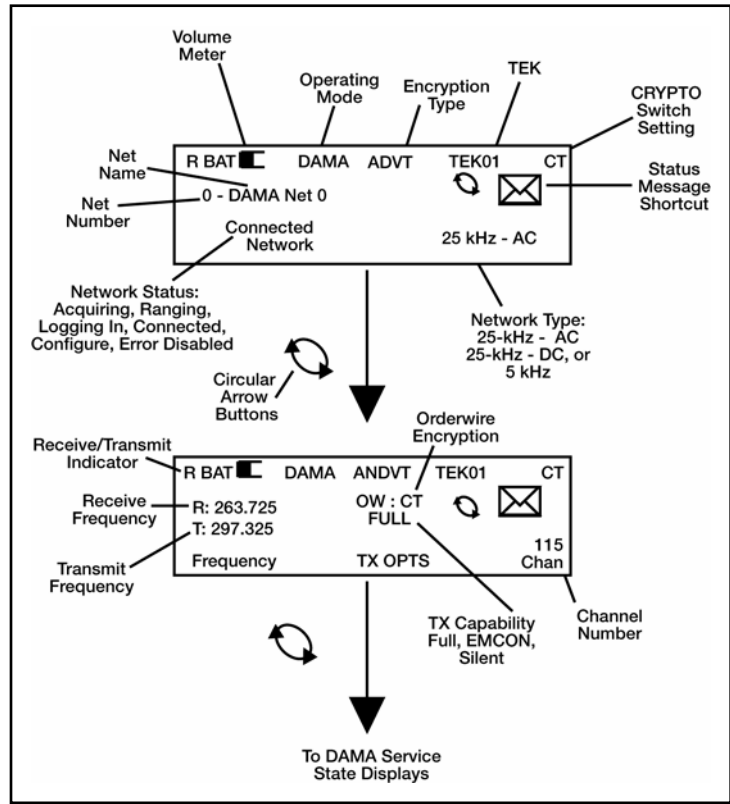 Volume
Meter
Operating
Mode
Encryption
Type
TEK
CRYPTO
Switch
Setting
R BAT DAMA ADVT TEK01 CT
Net
Name
Net
Number
0 - DAMA Net 0
Status
Message
Shortcut
Connected
Network
25 kHz - AC
Network Status:
Acquiring, Ranging,
Logging In, Connected,
Configure, Error Disabled
Network Type:
25-kHz - AC
25-kHz - DC, or
5 kHz
Circular
Arrow
Buttons
Orderwire
Encryption
Receive/Transmit
Indicator
R BAT DAMA ANDVT TEK01 CT
Receive
Frequency
R: 263.725
OW : CT
T: 297.325
FULL
Transmit
Frequency
Frequency TX OPTS
115
Chan
TX Capability
Full, EMCON,
Silent
Channel
Number
To DAMA Service
State Displays